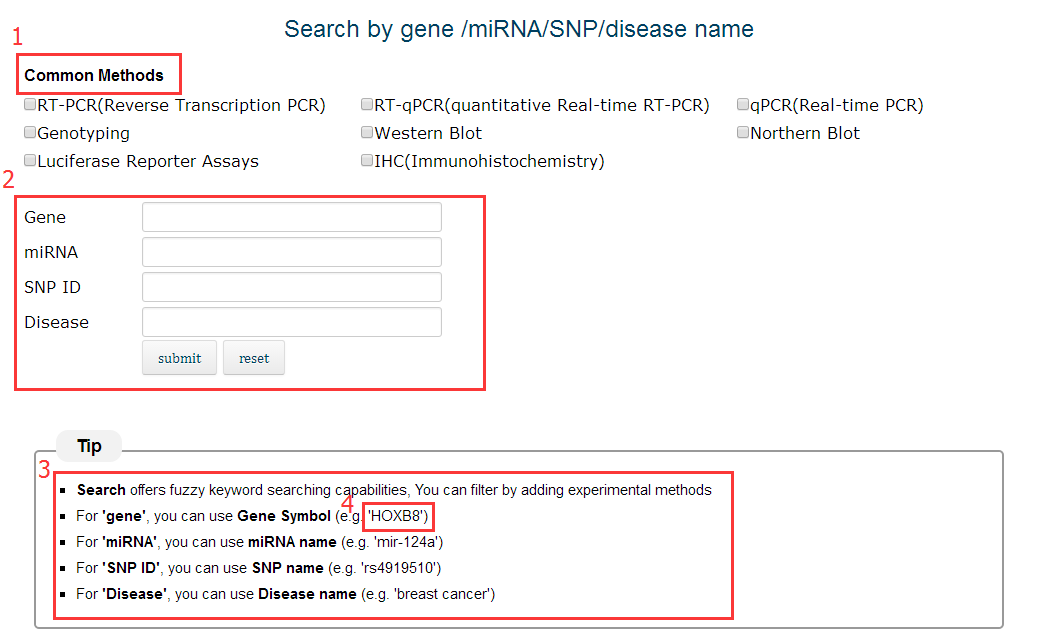 Search by gene /miRNA/SNP/disease name
1
Common Methods
RT-PCR(Reverse Transcription PCR) RT-qPCR(quantitative Real-time RT-PCR) qPCR(Real-time PCR)
Genotyping Western Blot Northern Blot
Luciferase Reporter Assays IHC(Immunohistochemistry)
2
Gene
miRNA
SNP ID
Disease
submit reset
Tip
3
Search offers fuzzy keyword searching capabilities, You can filter by adding experimental methods
4
For 'gene', you can use Gene Symbol (e.g. 'HOXB8')
For 'miRNA', you can use miRNA name (e.g. 'mir-124a')
For 'SNP ID', you can use SNP name (e.g. 'rs4919510')
For 'Disease', you can use Disease name (e.g. 'breast cancer')